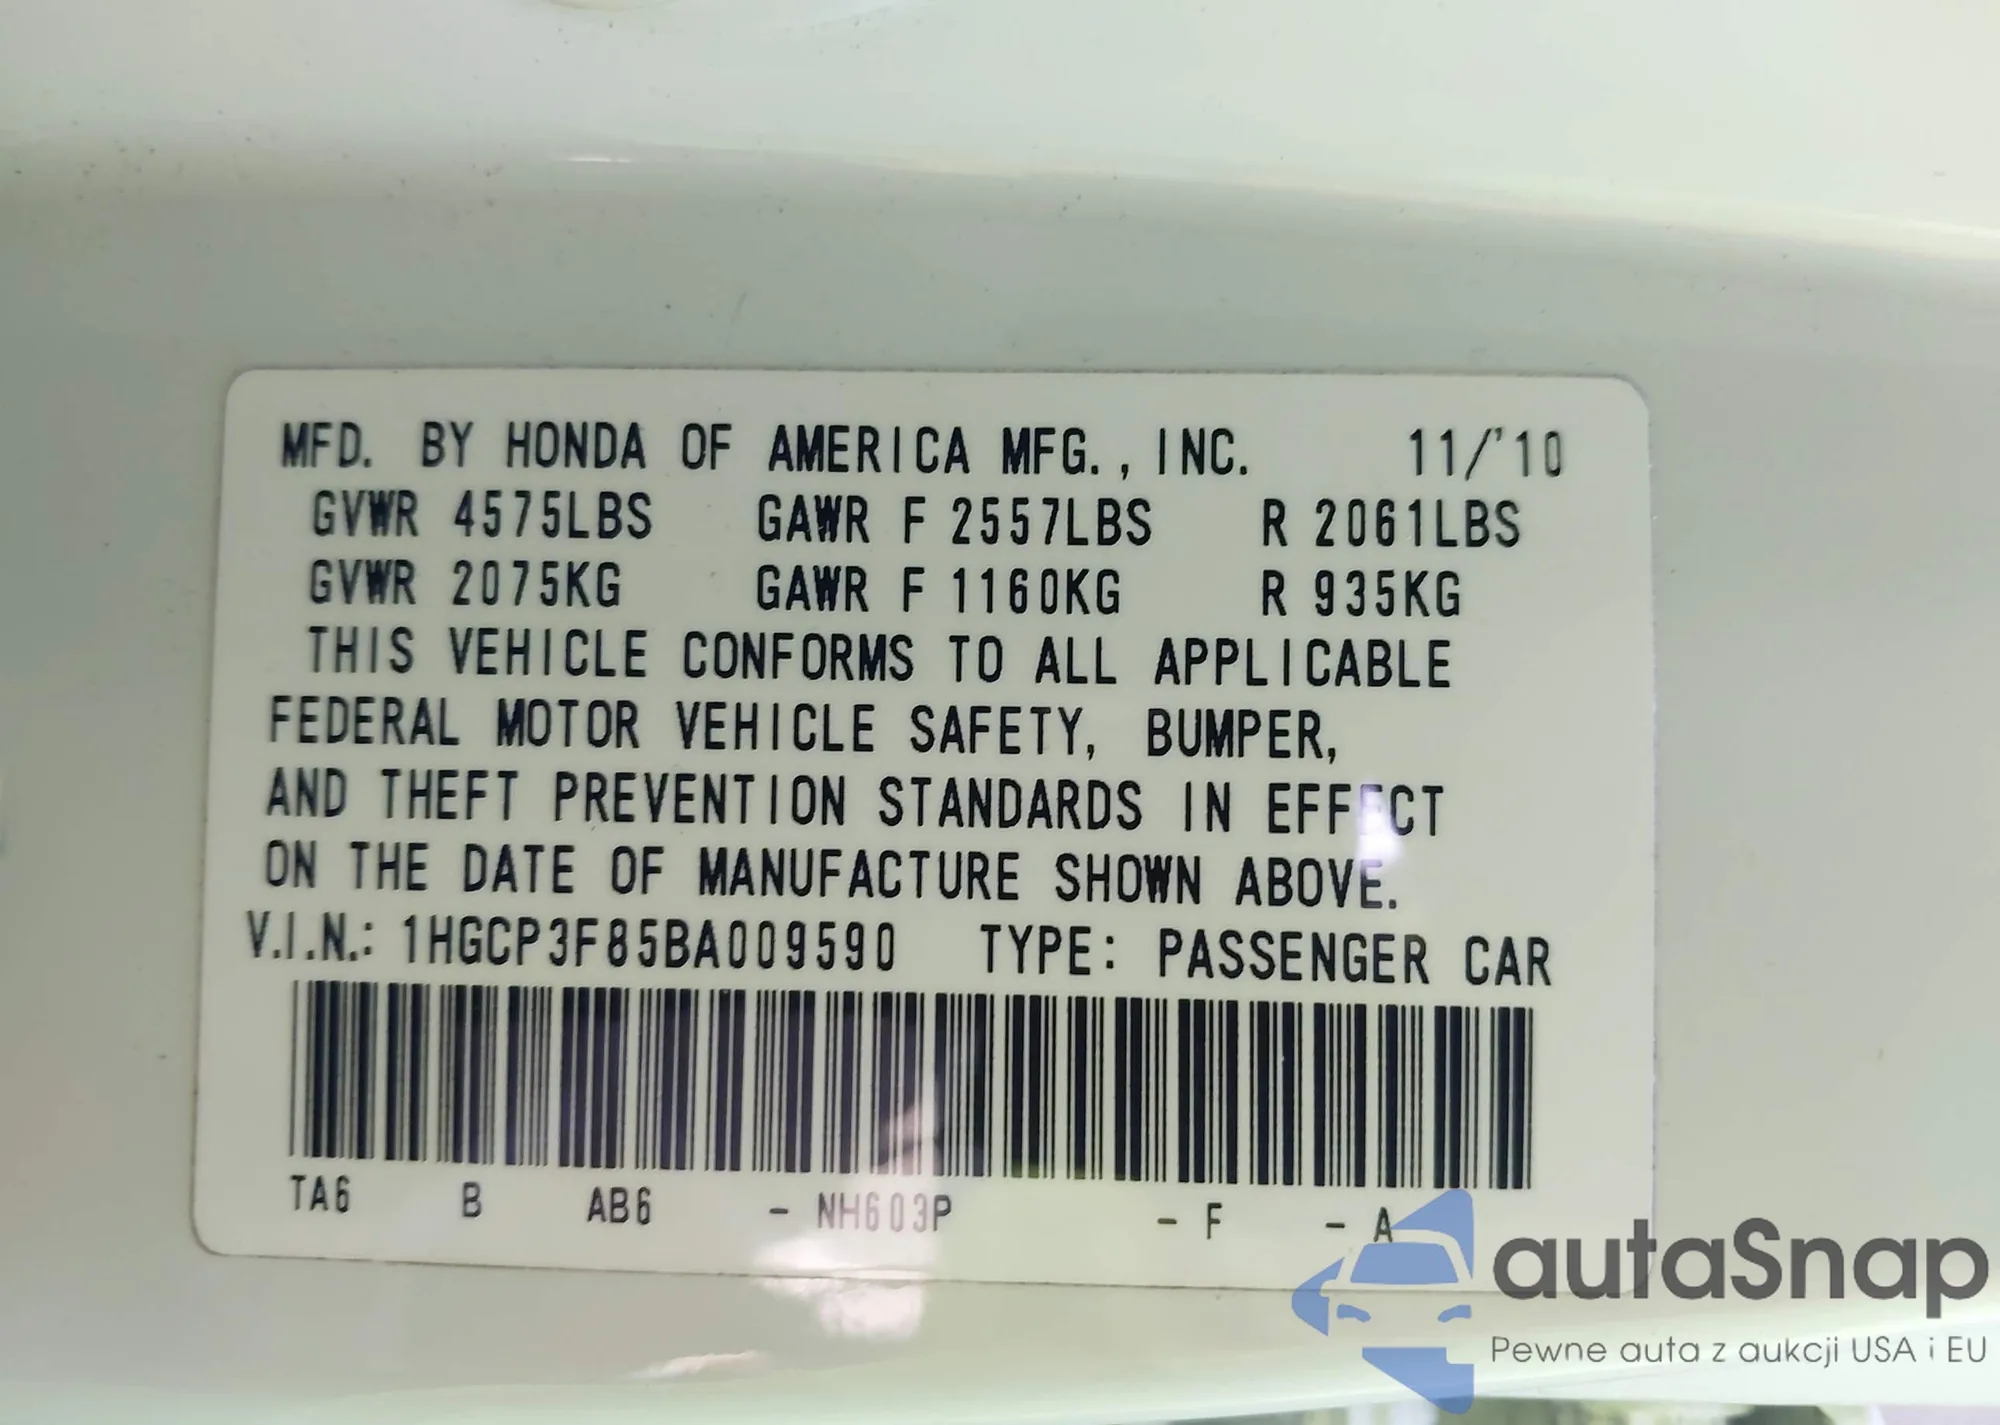 MFD. BY HONDA OF AMERICA MFG., INC. 11/'10
GVWR 4575LBS GAWR F 2557LBS R 2061LBS
GVWR 2075KG GAWR F 1160KG R 935KG
THIS VEHICLE CONFORMS TO ALL APPLICABLE
FEDERAL MOTOR VEHICLE SAFETY, BUMPER,
AND THEFT PREVENTION STANDARDS IN EFFECT
ON THE DATE OF MANUFACTURE SHOWN ABOVE.
V.I.N.: 1HGCP3F85BA009590 TYPE: PASSENGER CAR
TA6 B AB6 - NH603P - F - A
autaSnap
Pewne auta z aukcji USA i EU